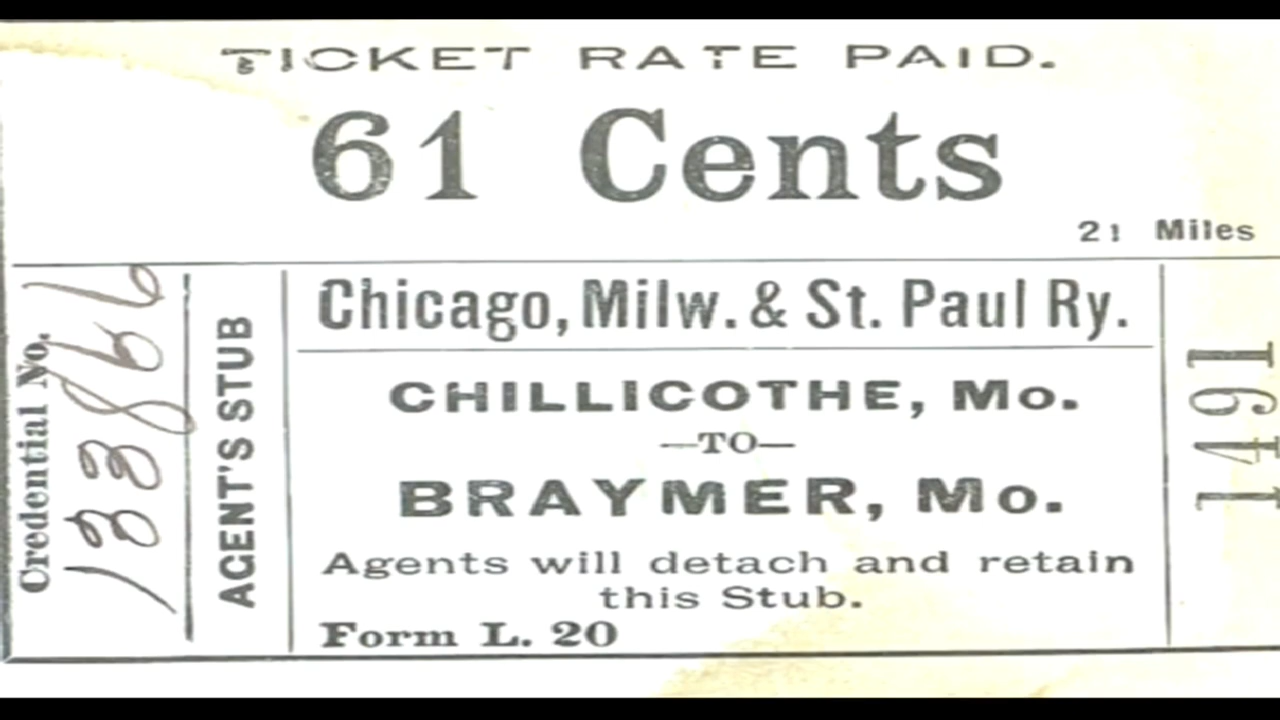 TICKET RATE PAID.
61 Cents
21 Miles
Credential No.
AGENT'S STUB
Chicago, Milw. & St. Paul Ry.
CHILLICOTHE, Mo.
—TO—
BRAYMER, Mo.
Agents will detach and retain
this Stub.
Form L. 20
1491